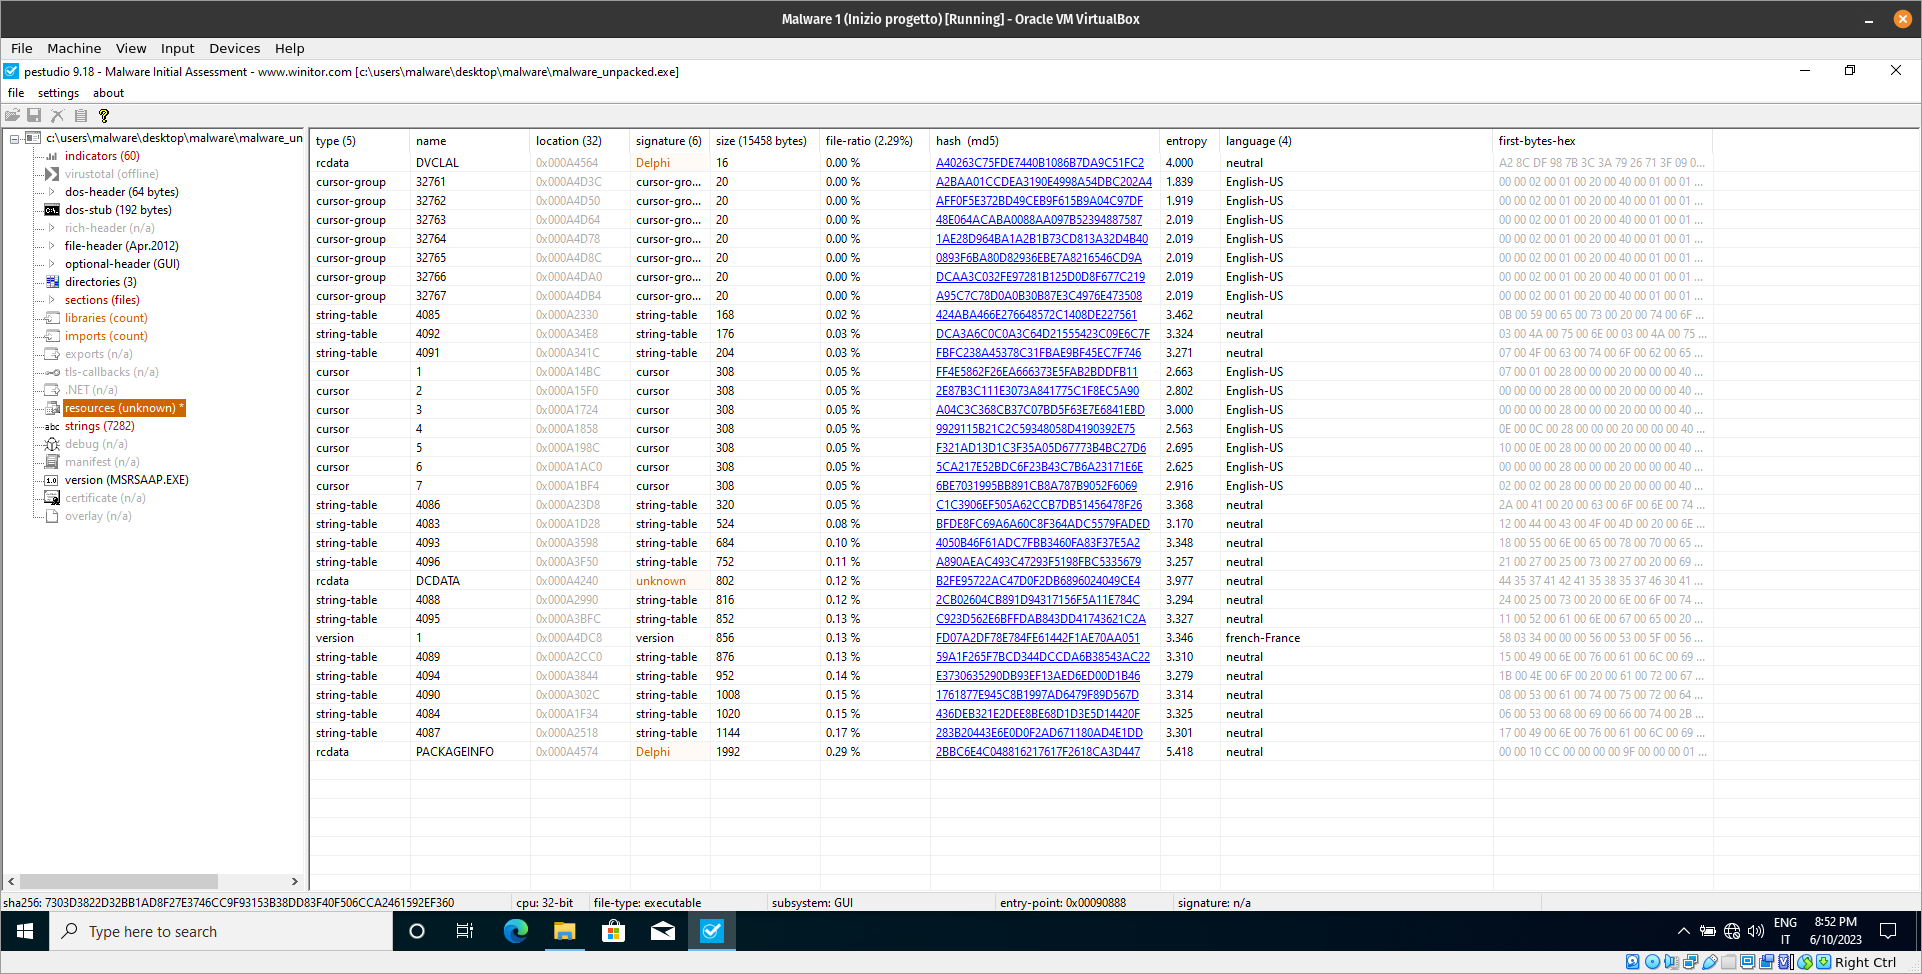 Malware 1 (Inizio progetto) [Running] - Oracle VM VirtualBox
File Machine View Input Devices Help
pestudio 9.18 - Malware Initial Assessment - www.winitor.com [c:\users\malware\desktop\malware\malware_unpacked.exe]
file settings about
c:\users\malware\desktop\malware\malware_un
indicators (60)
virustotal (offline)
dos-header (64 bytes)
dos-stub (192 bytes)
rich-header (n/a)
file-header (Apr.2012)
optional-header (GUI)
directories (3)
sections (files)
libraries (count)
imports (count)
exports (n/a)
tls-callbacks (n/a)
.NET (n/a)
resources (unknown) *
abc strings (7282)
debug (n/a)
manifest (n/a)
1.0 version (MSRSAAP.EXE)
certificate (n/a)
overlay (n/a)
type (5) name location (32) signature (6) size (15458 bytes) file-ratio (2.29%) hash (md5) entropy language (4) first-bytes-hex
rcdata DVCLAL 0x000A4564 Delphi 16 0.00 % A40263C75FDE7440B1086B7DA9C51FC2 4.000 neutral A2 8C DF 98 7B 3C 3A 79 26 71 3F 09 0...
cursor-group 32761 0x000A4D3C cursor-gro... 20 0.00 % A2BAA01CCDEA3190E4998A54DBC202A4 1.839 English-US 00 00 02 00 01 00 20 00 40 00 01 00 01 ...
cursor-group 32762 0x000A4D50 cursor-gro... 20 0.00 % AFF0F5E372BD49CEB9F615B9A04C97DF 1.919 English-US 00 00 02 00 01 00 20 00 40 00 01 00 01 ...
cursor-group 32763 0x000A4D64 cursor-gro... 20 0.00 % 48E064ACABA0088AA097B52394887587 2.019 English-US 00 00 02 00 01 00 20 00 40 00 01 00 01 ...
cursor-group 32764 0x000A4D78 cursor-gro... 20 0.00 % 1AE28D964BA1A2B1B73CD813A32D4B40 2.019 English-US 00 00 02 00 01 00 20 00 40 00 01 00 01 ...
cursor-group 32765 0x000A4D8C cursor-gro... 20 0.00 % 0893F6BA80D82936EBE7A8216546CD9A 2.019 English-US 00 00 02 00 01 00 20 00 40 00 01 00 01 ...
cursor-group 32766 0x000A4DA0 cursor-gro... 20 0.00 % DCAA3C032FE97281B125D0D8F677C219 2.019 English-US 00 00 02 00 01 00 20 00 40 00 01 00 01 ...
cursor-group 32767 0x000A4DB4 cursor-gro... 20 0.00 % A95C7C78D0A0B30B87E3C4976E473508 2.019 English-US 00 00 02 00 01 00 20 00 40 00 01 00 01 ...
string-table 4085 0x000A2330 string-table 168 0.02 % 424ABA466E276648572C1408DE227561 3.462 neutral 0B 00 59 00 65 00 73 00 20 00 74 00 6F ...
string-table 4092 0x000A34E8 string-table 176 0.03 % DCA3A6C0C0A3C64D21555423C09E6C7F 3.324 neutral 03 00 4A 00 75 00 6E 00 03 00 4A 00 75 ...
string-table 4091 0x000A341C string-table 204 0.03 % FBFC238A45378C31FBAE9BF45EC7F746 3.271 neutral 07 00 4F 00 63 00 74 00 6F 00 62 00 65 ...
cursor 1 0x000A14BC cursor 308 0.05 % FF4E5862F26EA666373E5FAB2BDDFB11 2.663 English-US 07 00 01 00 28 00 00 00 20 00 00 00 40 ...
cursor 2 0x000A15F0 cursor 308 0.05 % 2E87B3C111E3073A841775C1F8EC5A90 2.802 English-US 00 00 00 00 28 00 00 00 20 00 00 00 40 ...
cursor 3 0x000A1724 cursor 308 0.05 % A04C3C368CB37C07BD5F63E7E6841EBD 3.000 English-US 00 00 00 00 28 00 00 00 20 00 00 00 40 ...
cursor 4 0x000A1858 cursor 308 0.05 % 9929115B21C2C59348058D4190392E75 2.563 English-US 0E 00 0C 00 28 00 00 00 20 00 00 00 40 ...
cursor 5 0x000A198C cursor 308 0.05 % F321AD13D1C3F35A05D67773B4BC27D6 2.695 English-US 10 00 0E 00 28 00 00 00 20 00 00 00 40 ...
cursor 6 0x000A1AC0 cursor 308 0.05 % 5CA217E52BDC6F23B43C7B6A23171E6E 2.625 English-US 00 00 00 00 28 00 00 00 20 00 00 00 40 ...
cursor 7 0x000A1BF4 cursor 308 0.05 % 6BE7031995BB891CB8A787B9052F6069 2.916 English-US 02 00 02 00 28 00 00 00 20 00 00 00 40 ...
string-table 4086 0x000A23D8 string-table 320 0.05 % C1C3906EF505A62CCB7DB51456478F26 3.368 neutral 2A 00 41 00 20 00 63 00 6F 00 6E 00 74 ...
string-table 4083 0x000A1D28 string-table 524 0.08 % BFDE8FC69A6A60C8F364ADC5579FADED 3.170 neutral 12 00 44 00 43 00 4F 00 4D 00 20 00 6E ...
string-table 4093 0x000A3598 string-table 684 0.10 % 4050B46F61ADC7FBB3460FA83F37E5A2 3.348 neutral 18 00 55 00 6E 00 65 00 78 00 70 00 65 ...
string-table 4096 0x000A3F50 string-table 752 0.11 % A890AEAC493C47293F5198FBC5335679 3.257 neutral 21 00 27 00 25 00 73 00 27 00 20 00 69 ...
rcdata DCDATA 0x000A4240 unknown 802 0.12 % B2FE95722AC47D0F2DB6896024049CE4 3.977 neutral 44 35 37 41 42 41 35 38 35 37 46 30 41 ...
string-table 4088 0x000A2990 string-table 816 0.12 % 2CB02604CB891D94317156F5A11E784C 3.294 neutral 24 00 25 00 73 00 20 00 6E 00 6F 00 74 ...
string-table 4095 0x000A3BFC string-table 852 0.13 % C923D562E6BFFDAB843DD41743621C2A 3.327 neutral 11 00 52 00 61 00 6E 00 67 00 65 00 20 ...
version 1 0x000A4DC8 version 856 0.13 % FD07A2DF78E784FE61442F1AE70AA051 3.346 french-France 58 03 34 00 00 00 56 00 53 00 5F 00 56 ...
string-table 4089 0x000A2CC0 string-table 876 0.13 % 59A1F265F7BCD344DCCDA6B38543AC22 3.310 neutral 15 00 49 00 6E 00 76 00 61 00 6C 00 69 ...
string-table 4094 0x000A3844 string-table 952 0.14 % E3730635290DB93EF13AED6ED00D1B46 3.279 neutral 1B 00 4E 00 6F 00 20 00 61 00 72 00 67 ...
string-table 4090 0x000A302C string-table 1008 0.15 % 1761877E945C8B1997AD6479F89D567D 3.314 neutral 08 00 53 00 61 00 74 00 75 00 72 00 64 ...
string-table 4084 0x000A1F34 string-table 1020 0.15 % 436DEB321E2DEE8BE68D1D3E5D14420F 3.325 neutral 06 00 53 00 68 00 69 00 66 00 74 00 2B ...
string-table 4087 0x000A2518 string-table 1144 0.17 % 283B20443E6E0D0F2AD671180AD4E1DD 3.301 neutral 17 00 49 00 6E 00 76 00 61 00 6C 00 69 ...
rcdata PACKAGEINFO 0x000A4574 Delphi 1992 0.29 % 2BBC6E4C048816217617F2618CA3D447 5.418 neutral 00 00 10 CC 00 00 00 00 9F 00 00 00 01 ...
sha256: 7303D3822D32BB1AD8F27E3746CC9F93153B38DD83F40F506CCA2461592EF360 cpu: 32-bit file-type: executable subsystem: GUI entry-point: 0x00090888 signature: n/a
Type here to search
ENG
IT
8:52 PM
6/10/2023
Right Ctrl